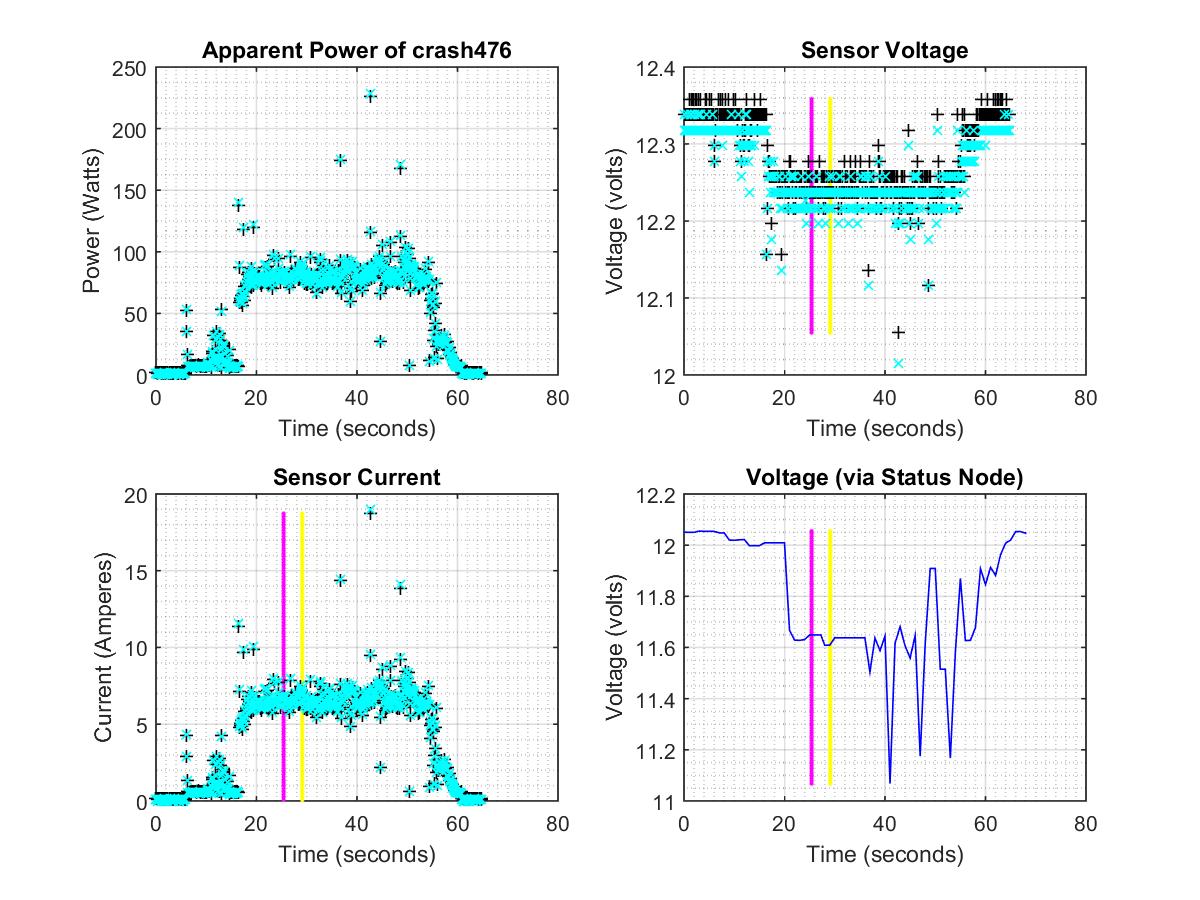 Apparent Power of crash476
250
200
150
100
50
0
Power (Watts)
0 20 40 60 80
Time (seconds)
Sensor Voltage
12.4
12.3
12.2
12.1
12
Voltage (volts)
0 20 40 60 80
Time (seconds)
Sensor Current
20
15
10
5
0
Current (Amperes)
0 20 40 60 80
Time (seconds)
Voltage (via Status Node)
12.2
12
11.8
11.6
11.4
11.2
11
Voltage (volts)
0 20 40 60 80
Time (seconds)